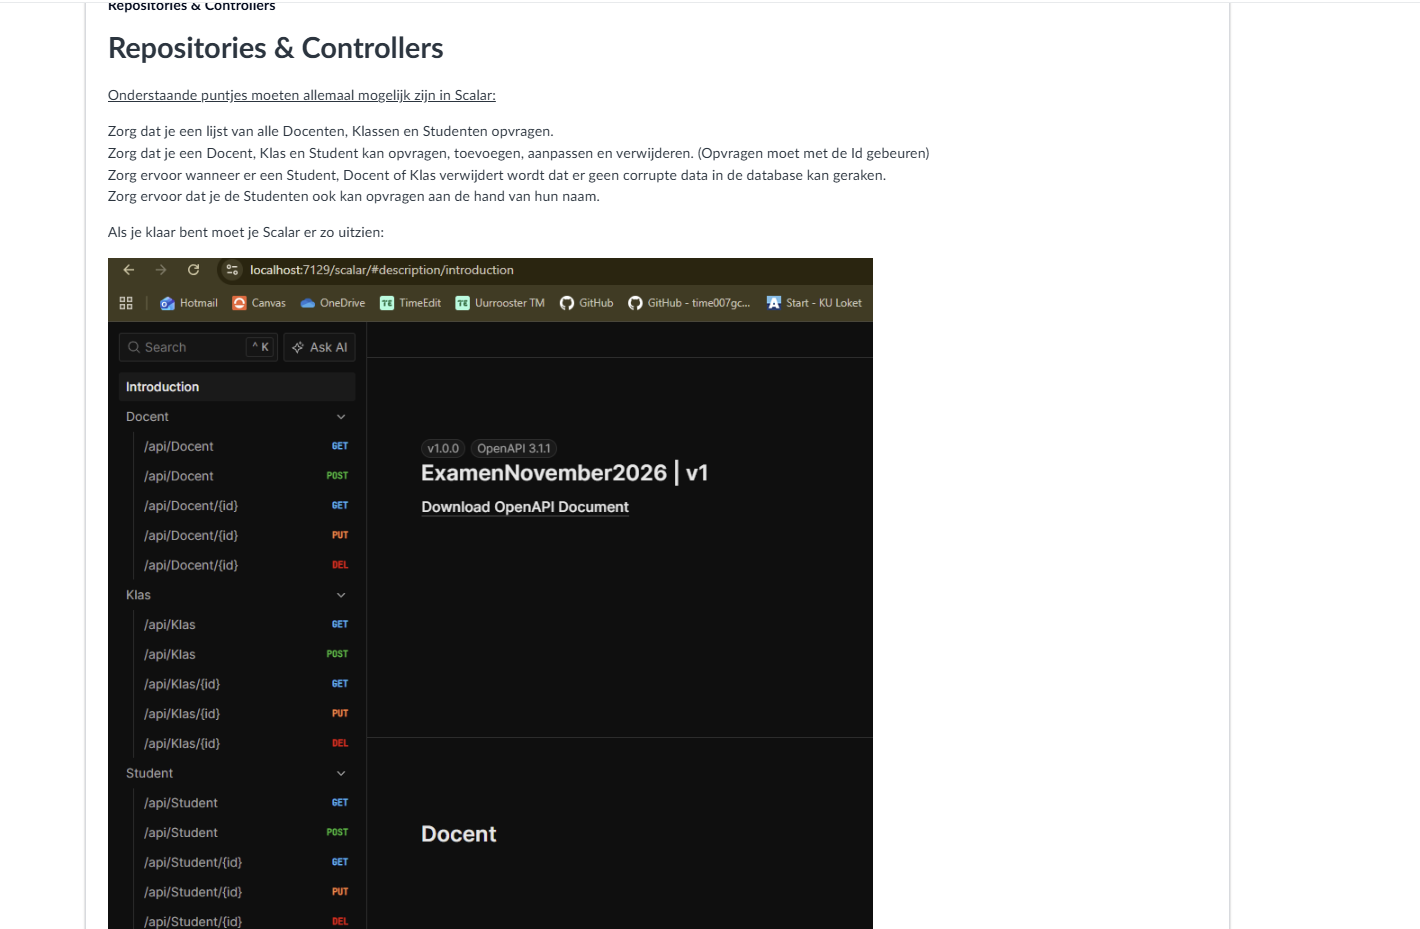 Repositories & Controllers
Repositories & Controllers
Onderstaande puntjes moeten allemaal mogelijk zijn in Scalar:
Zorg dat je een lijst van alle Docenten, Klassen en Studenten opvragen.
Zorg dat je een Docent, Klas en Student kan opvragen, toevoegen, aanpassen en verwijderen. (Opvragen moet met de Id gebeuren)
Zorg ervoor wanneer er een Student, Docent of Klas verwijdert wordt dat er geen corrupte data in de database kan geraken.
Zorg ervoor dat je de Studenten ook kan opvragen aan de hand van hun naam.
Als je klaar bent moet je Scalar er zo uitzien:
localhost:7129/scalar/#description/introduction
Hotmail Canvas OneDrive TE TimeEdit TE Uurrooster TM GitHub GitHub - time007gc... Start - KU Loket
Search ^ K Ask AI
Introduction
Docent
/api/Docent GET
/api/Docent POST
/api/Docent/{id} GET
/api/Docent/{id} PUT
/api/Docent/{id} DEL
Klas
/api/Klas GET
/api/Klas POST
/api/Klas/{id} GET
/api/Klas/{id} PUT
/api/Klas/{id} DEL
Student
/api/Student GET
/api/Student POST
/api/Student/{id} GET
/api/Student/{id} PUT
/api/Student/{id} DEL
v1.0.0 OpenAPI 3.1.1
ExamenNovember2026 | v1
Download OpenAPI Document
Docent